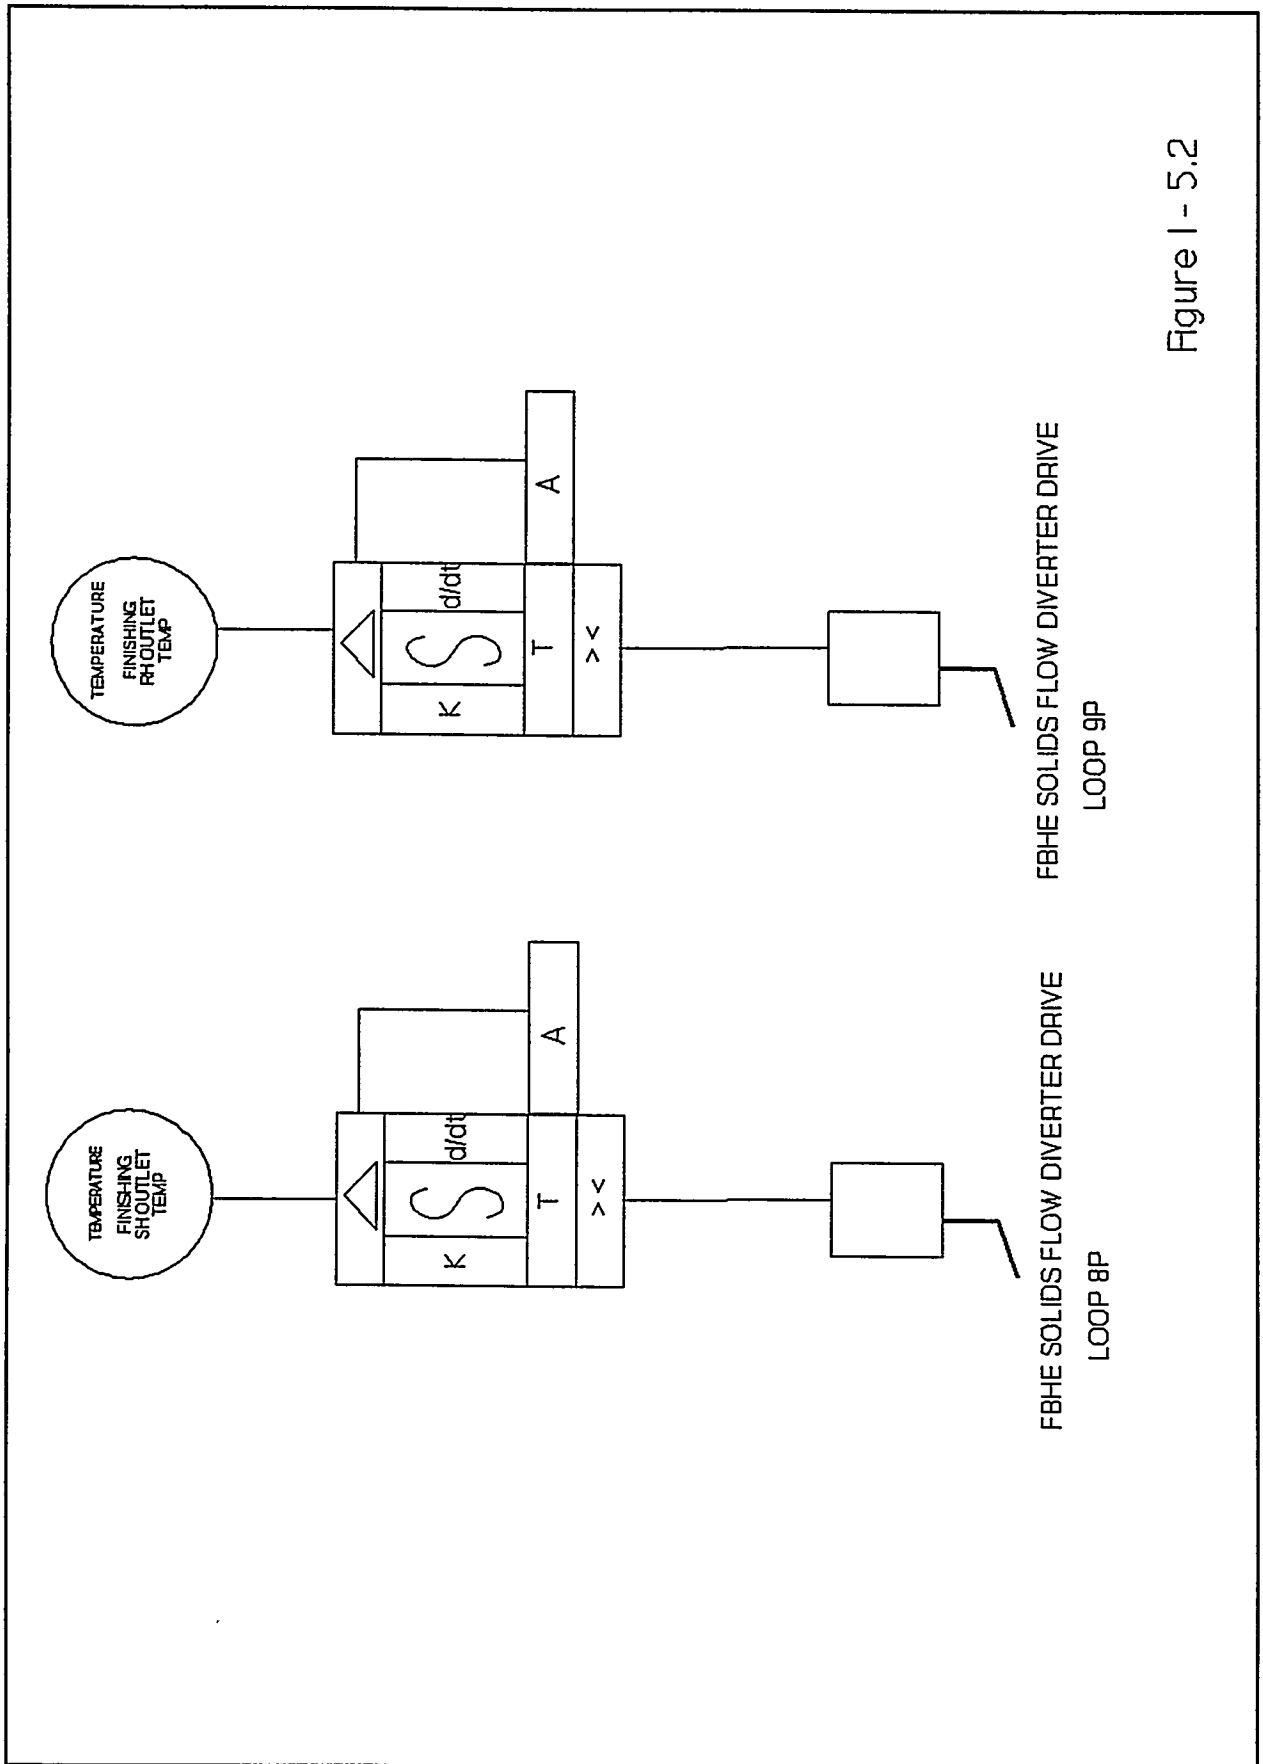 TEMPERATURE
FINISHING
SH OUTLET
TEMP
K
d/dt
T
A
> <
FBHE SOLIDS FLOW DIVERTER DRIVE
LOOP 8P
TEMPERATURE
FINISHING
RH OUTLET
TEMP
K
d/dt
T
A
> <
FBHE SOLIDS FLOW DIVERTER DRIVE
LOOP 9P
Figure I - 5.2